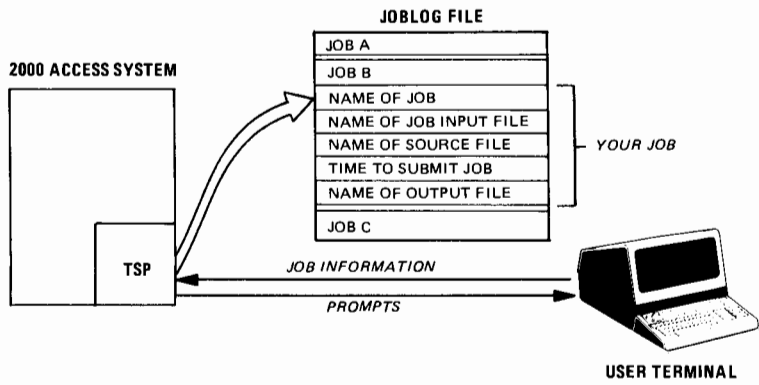 JOBLOG FILE
JOB A
2000 ACCESS SYSTEM
JOB B
NAME OF JOB
NAME OF JOB INPUT FILE
NAME OF SOURCE FILE
YOUR JOB
TIME TO SUBMIT JOB
NAME OF OUTPUT FILE
JOB C
TSP
JOB INFORMATION
PROMPTS
USER TERMINAL